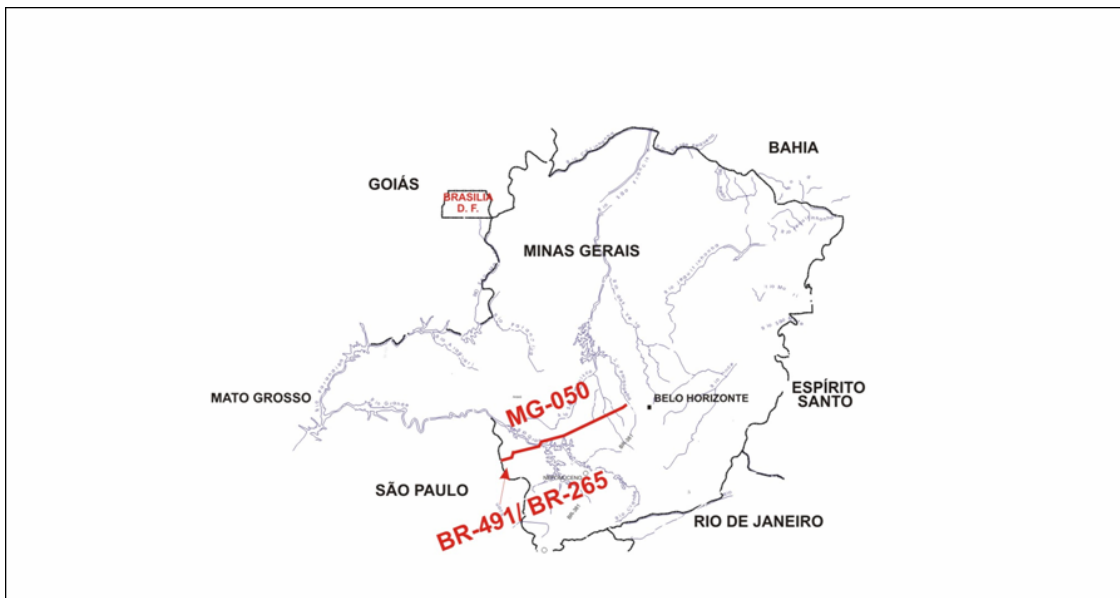 BAHIA
GOIÁS
BRASILIA
D. F.
MINAS GERAIS
MATO GROSSO
MG-050
BELO HORIZONTE
ESPÍRITO
SANTO
SÃO PAULO
BR-491/ BR-265
RIO DE JANEIRO